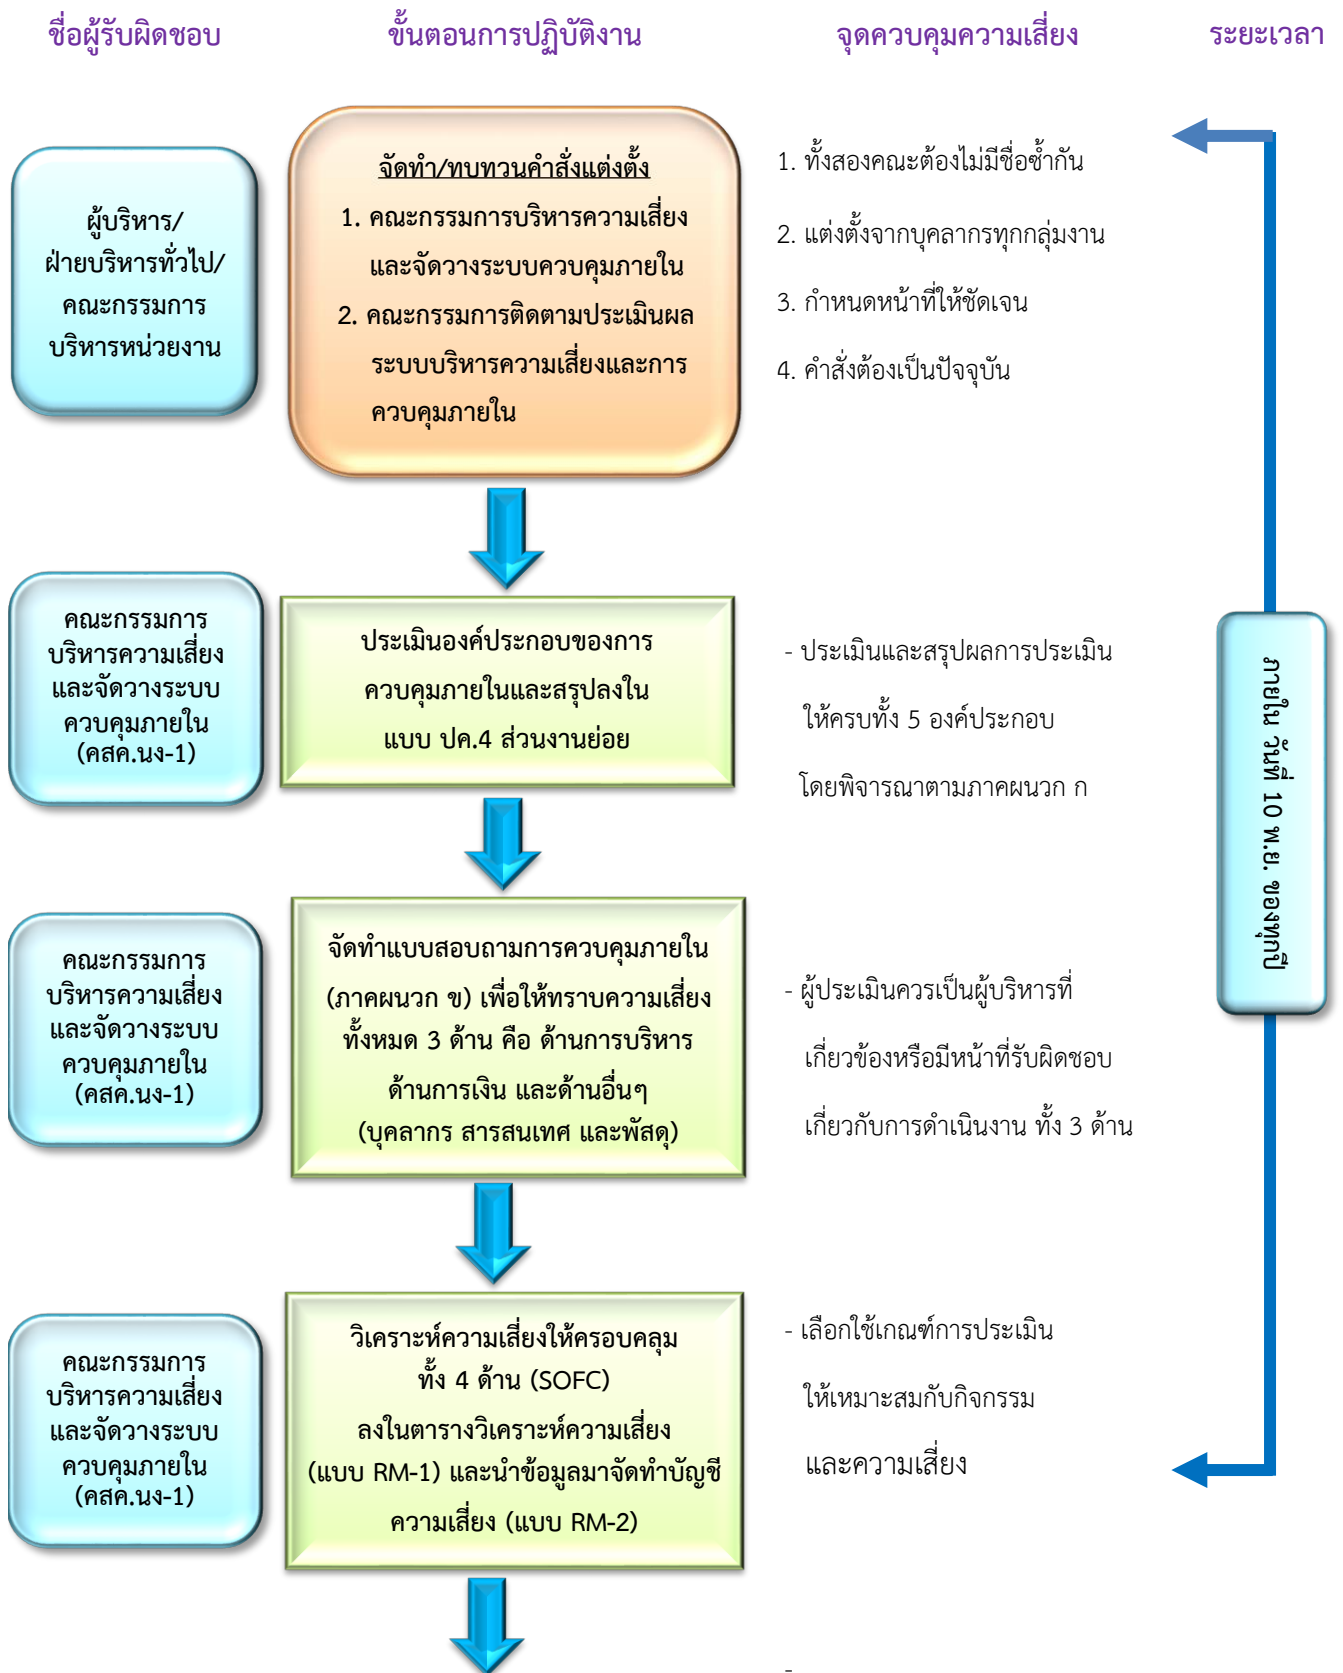 ชื่อผู้รับผิดชอบ ขั้นตอนการปฏิบัติงาน จุดควบคุมความเสี่ยง ระยะเวลา
ผู้บริหาร/
ฝ่ายบริหารทั่วไป/
คณะกรรมการ
บริหารหน่วยงาน
จัดทำ/ทบทวนคำสั่งแต่งตั้ง
1. คณะกรรมการบริหารความเสี่ยง
และจัดวางระบบควบคุมภายใน
2. คณะกรรมการติดตามประเมินผล
ระบบบริหารความเสี่ยงและการ
ควบคุมภายใน
1. ทั้งสองคณะต้องไม่มีชื่อซ้ำกัน
2. แต่งตั้งจากบุคลากรทุกกลุ่มงาน
3. กำหนดหน้าที่ให้ชัดเจน
4. คำสั่งต้องเป็นปัจจุบัน
คณะกรรมการ
บริหารความเสี่ยง
และจัดวางระบบ
ควบคุมภายใน
(คสค.นง-1)
ประเมินองค์ประกอบของการ
ควบคุมภายในและสรุปลงใน
แบบ ปค.4 ส่วนงานย่อย
- ประเมินและสรุปผลการประเมิน
ให้ครบทั้ง 5 องค์ประกอบ
โดยพิจารณาตามภาคผนวก ก
ภายใน วันที่ 10 พ.ย. ของทุกปี
คณะกรรมการ
บริหารความเสี่ยง
และจัดวางระบบ
ควบคุมภายใน
(คสค.นง-1)
จัดทำแบบสอบถามการควบคุมภายใน
(ภาคผนวก ข) เพื่อให้ทราบความเสี่ยง
ทั้งหมด 3 ด้าน คือ ด้านการบริหาร
ด้านการเงิน และด้านอื่นๆ
(บุคลากร สารสนเทศ และพัสดุ)
- ผู้ประเมินควรเป็นผู้บริหารที่
เกี่ยวข้องหรือมีหน้าที่รับผิดชอบ
เกี่ยวกับการดำเนินงาน ทั้ง 3 ด้าน
คณะกรรมการ
บริหารความเสี่ยง
และจัดวางระบบ
ควบคุมภายใน
(คสค.นง-1)
วิเคราะห์ความเสี่ยงให้ครอบคลุม
ทั้ง 4 ด้าน (SOFC)
ลงในตารางวิเคราะห์ความเสี่ยง
(แบบ RM-1) และนำข้อมูลมาจัดทำบัญชี
ความเสี่ยง (แบบ RM-2)
- เลือกใช้เกณฑ์การประเมิน
ให้เหมาะสมกับกิจกรรม
และความเสี่ยง
-